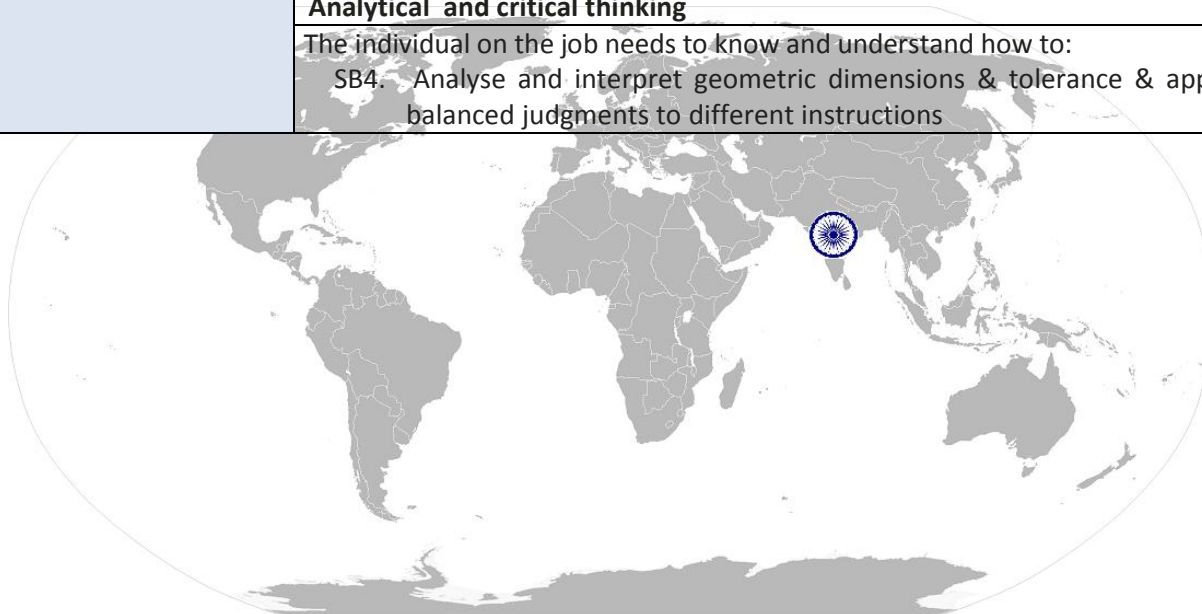 Analytical and critical thinking
The individual on the job needs to know and understand how to:
SB4. Analyse and interpret geometric dimensions & tolerance &
balanced judgments to different instructions